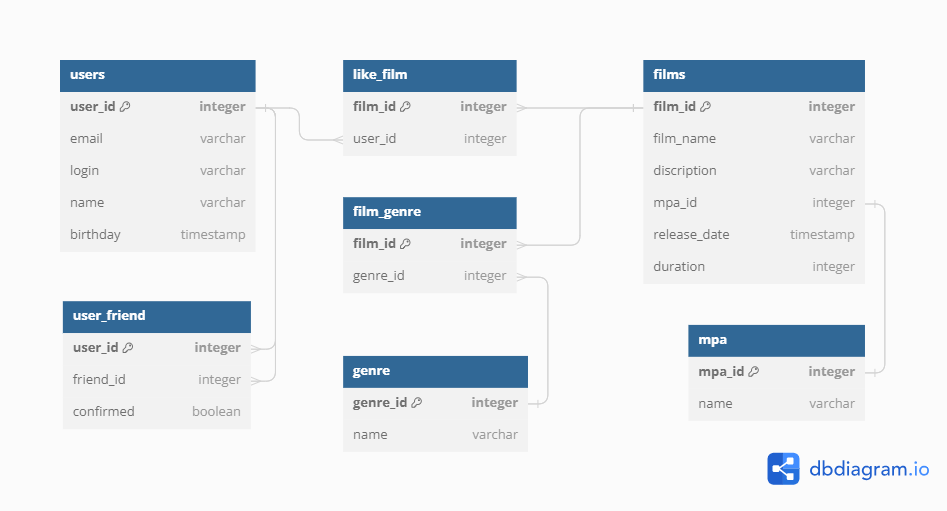 users
user_id integer
email varchar
login varchar
name varchar
birthday timestamp
user_friend
user_id integer
friend_id integer
confirmed boolean
like_film
film_id integer
user_id integer
film_genre
film_id integer
genre_id integer
genre
genre_id integer
name varchar
films
film_id integer
film_name varchar
discription varchar
mpa_id integer
release_date timestamp
duration integer
mpa
mpa_id integer
name varchar
dbdiagram.io